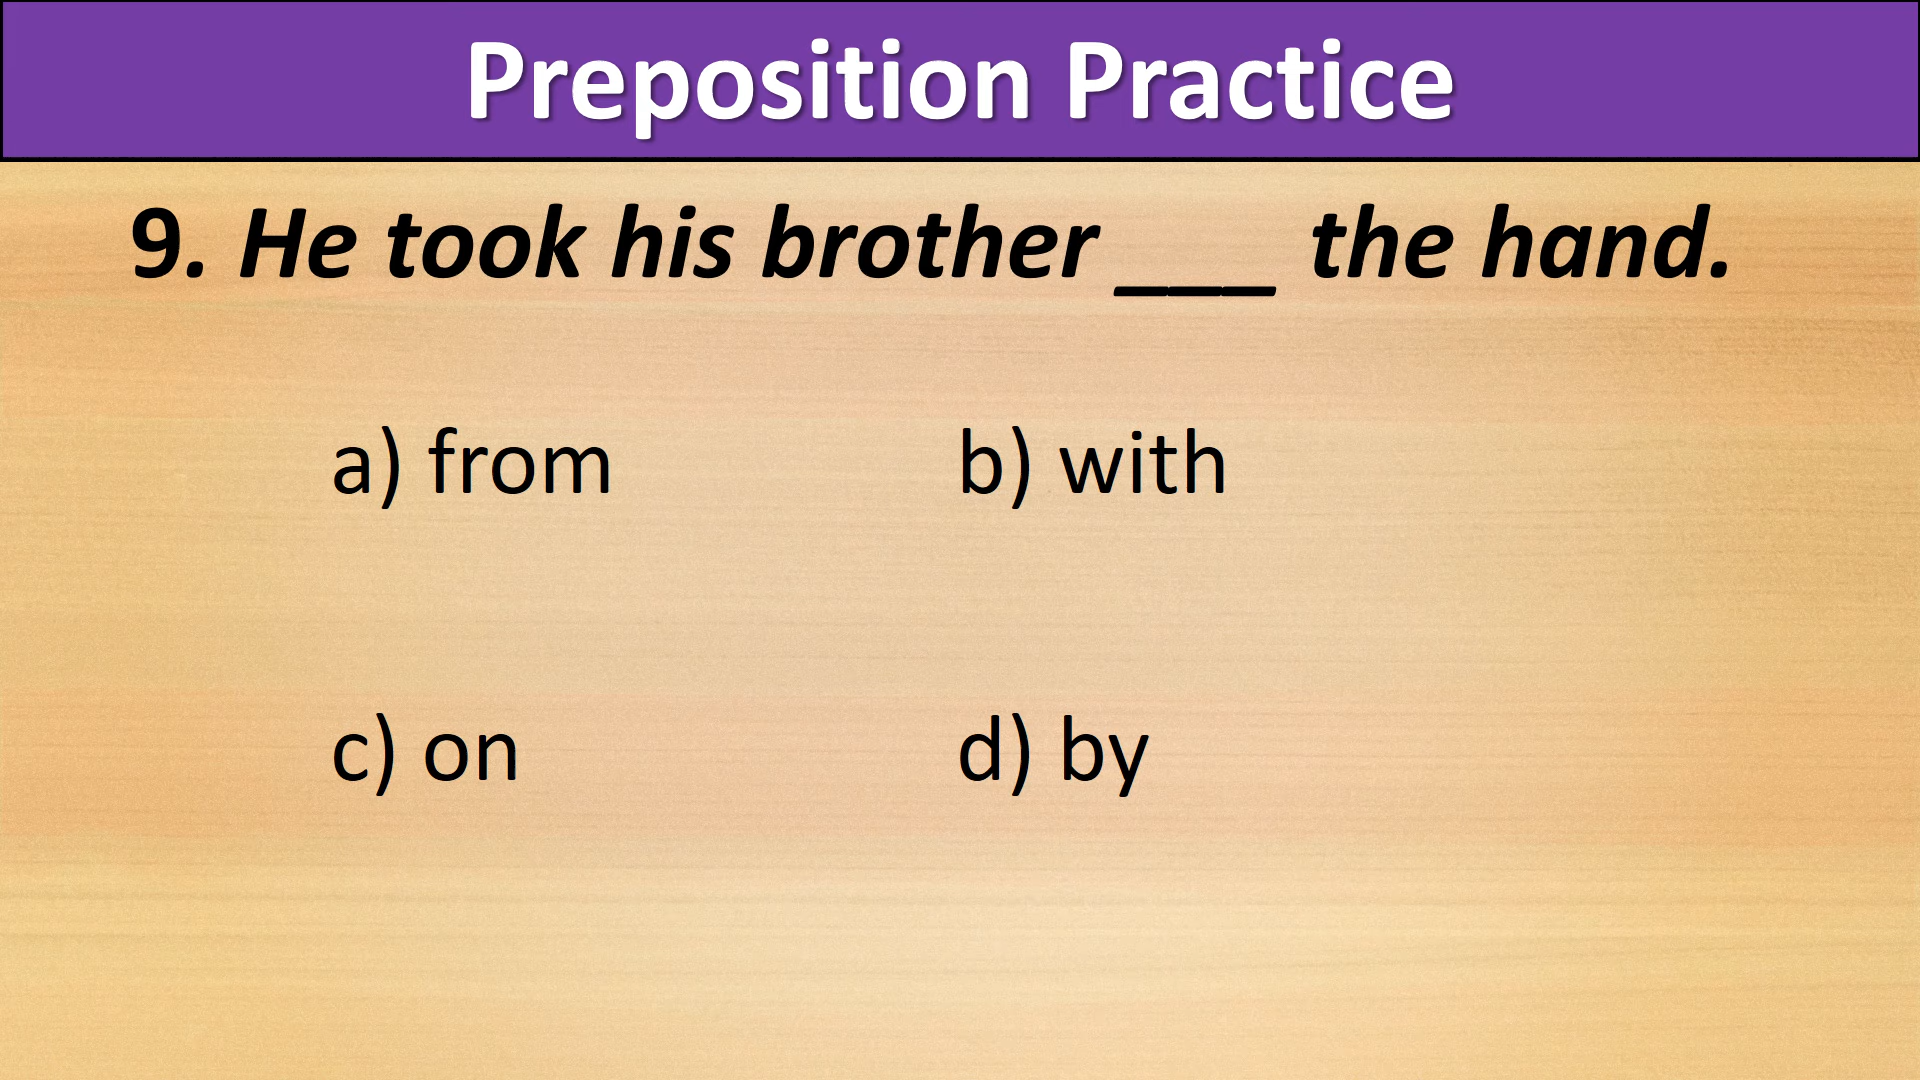 Preposition Practice
9. He took his brother ___ the hand.
a) from b) with
c) on d) by